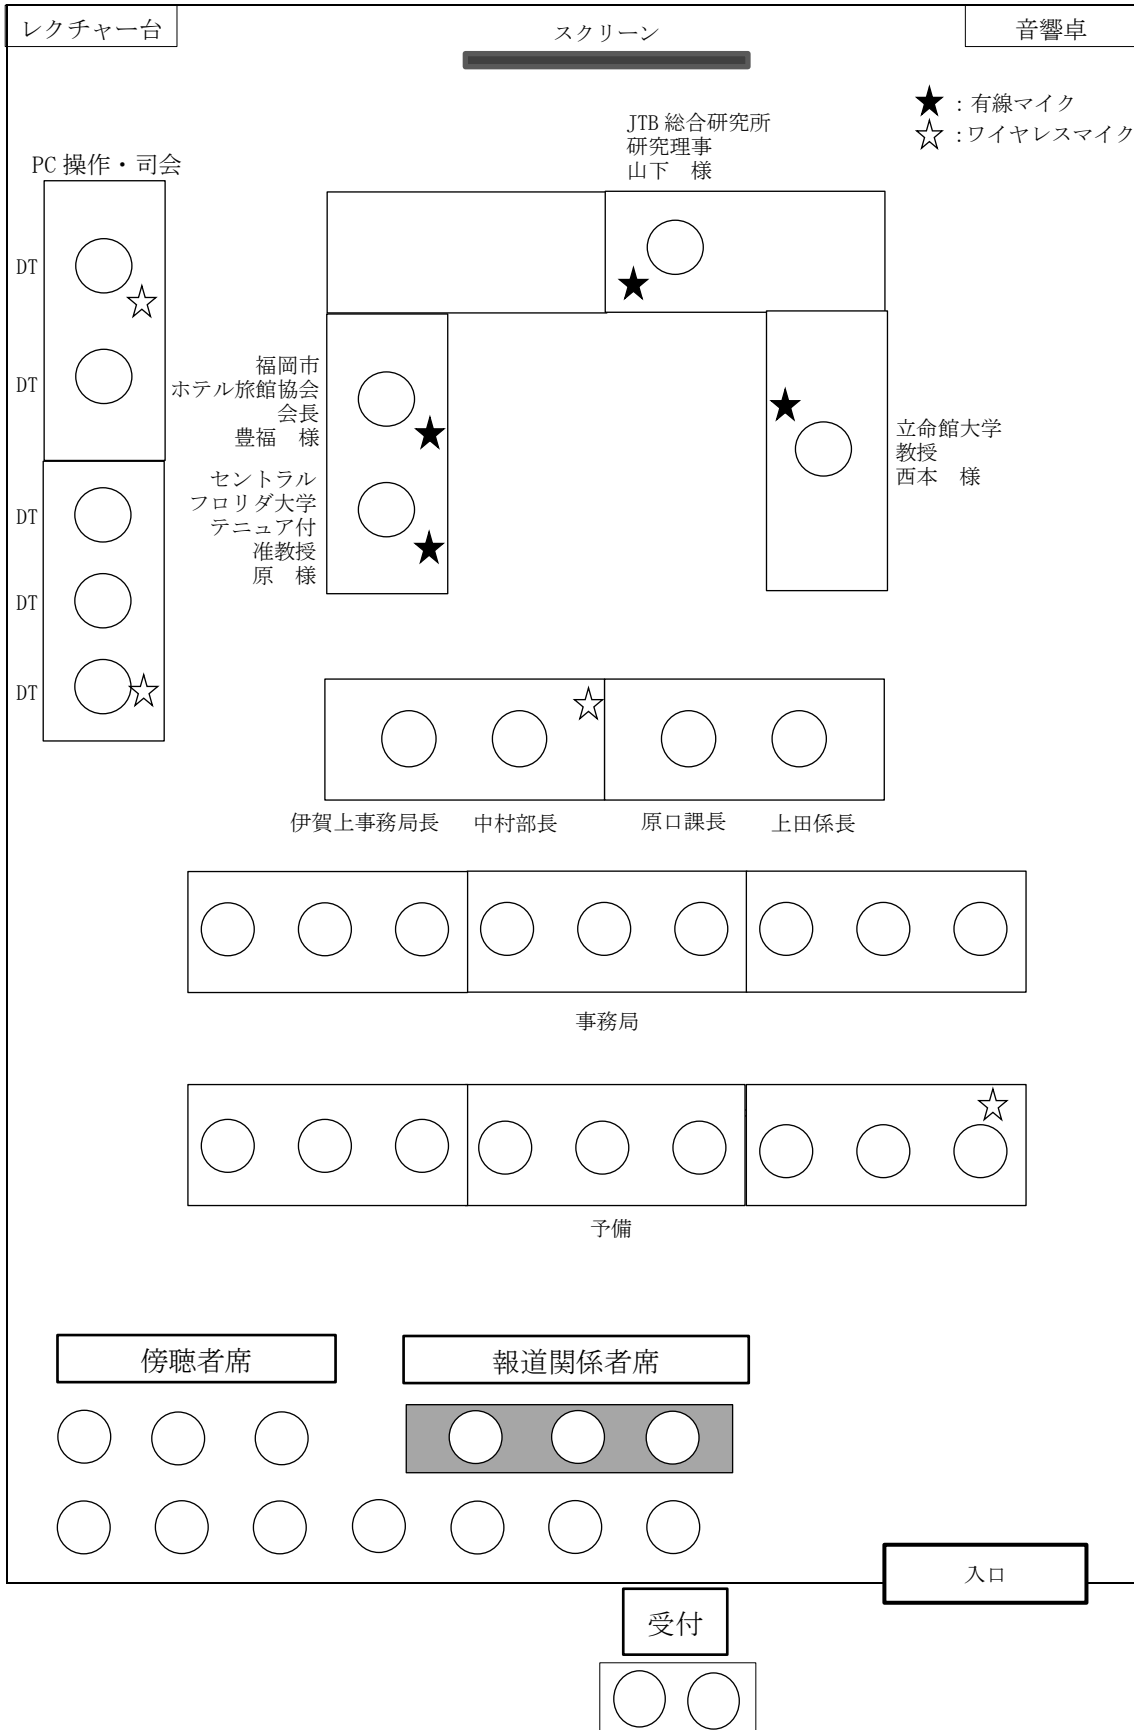 レクチャー台
スクリーン
音響卓
★：有線マイク
☆：ワイヤレスマイク
JTB 総合研究所
研究理事
山下　様
PC 操作・司会
DT
DT
DT
DT
DT
福岡市
ホテル旅館協会
会長
豊福　様
セントラル
フロリダ大学
テニュア付
准教授
原　様
立命館大学
教授
西本　様
伊賀上事務局長　中村部長　原口課長　上田係長
事務局
予備
傍聴者席
報道関係者席
入口
受付